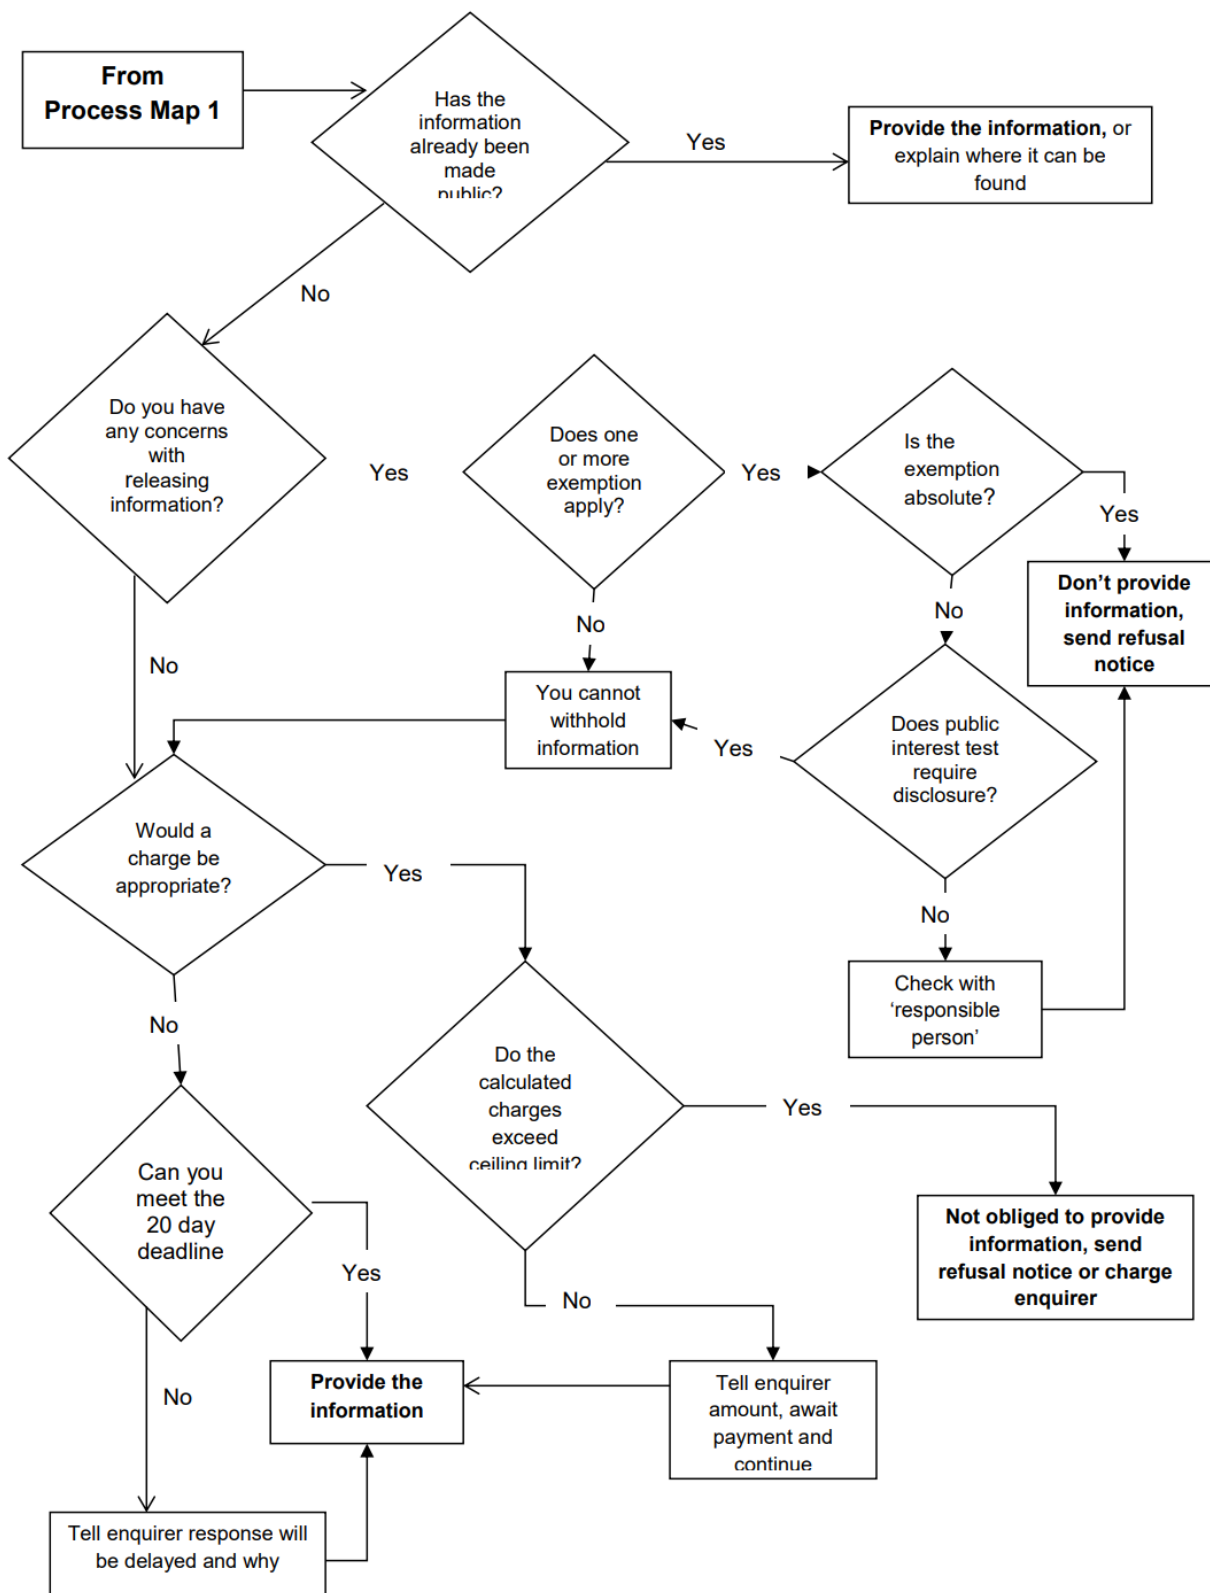 From
Process Map 1
Has the
information
already been
made
public?
Yes
Provide the information, or
explain where it can be
found
No
Do you have
any concerns
with
releasing
information?
Yes
Does one
or more
exemption
apply?
Yes
Is the
exemption
absolute?
Yes
No
No
No
Don’t provide
information,
send refusal
notice
You cannot
withhold
information
Yes
Does public
interest test
require
disclosure?
Would a
charge be
appropriate?
Yes
No
Check with
‘responsible
person’
No
Do the
calculated
charges
exceed
ceiling limit?
Yes
Can you
meet the
20 day
deadline
Yes
No
Not obliged to provide
information, send
refusal notice or charge
enquirer
No
Provide the
information
Tell enquirer
amount, await
payment and
continue
Tell enquirer response will
be delayed and why